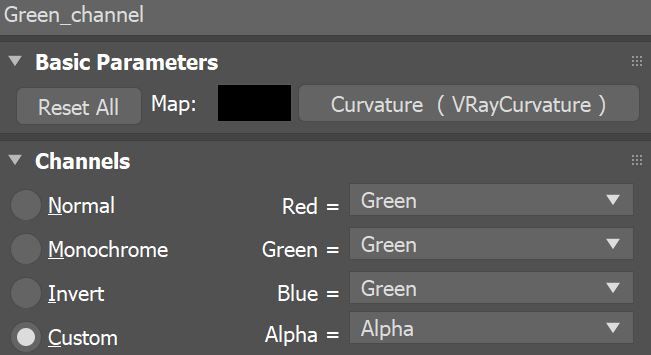 Green_channel
Basic Parameters
Reset All Map: Curvature ( VRayCurvature )
Channels
Normal Red = Green
Monochrome Green = Green
Invert Blue = Green
Custom Alpha = Alpha